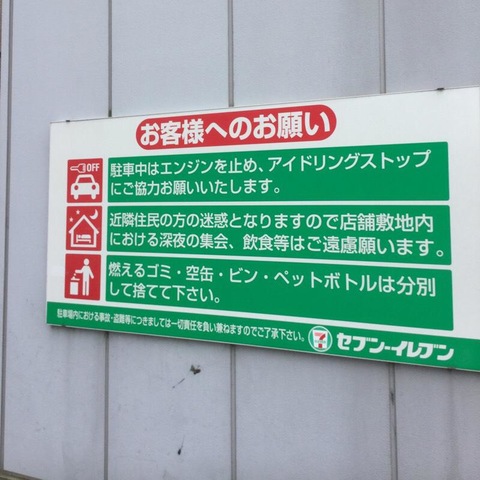 お客様へのお願い
OFF
駐車中はエンジンを止め、アイドリングストップ
にご協力お願いいたします。
近隣住民の方の迷惑となりますので店舗敷地内
における深夜の集会、飲食等はご遠慮願います。
燃えるゴミ・空缶・ビン・ペットボトルは分別
して捨てて下さい。
駐車場内における事故・盗難等につきましては一切責任を負い兼ねますのでご了承下さい。
7 セブン-イレブン